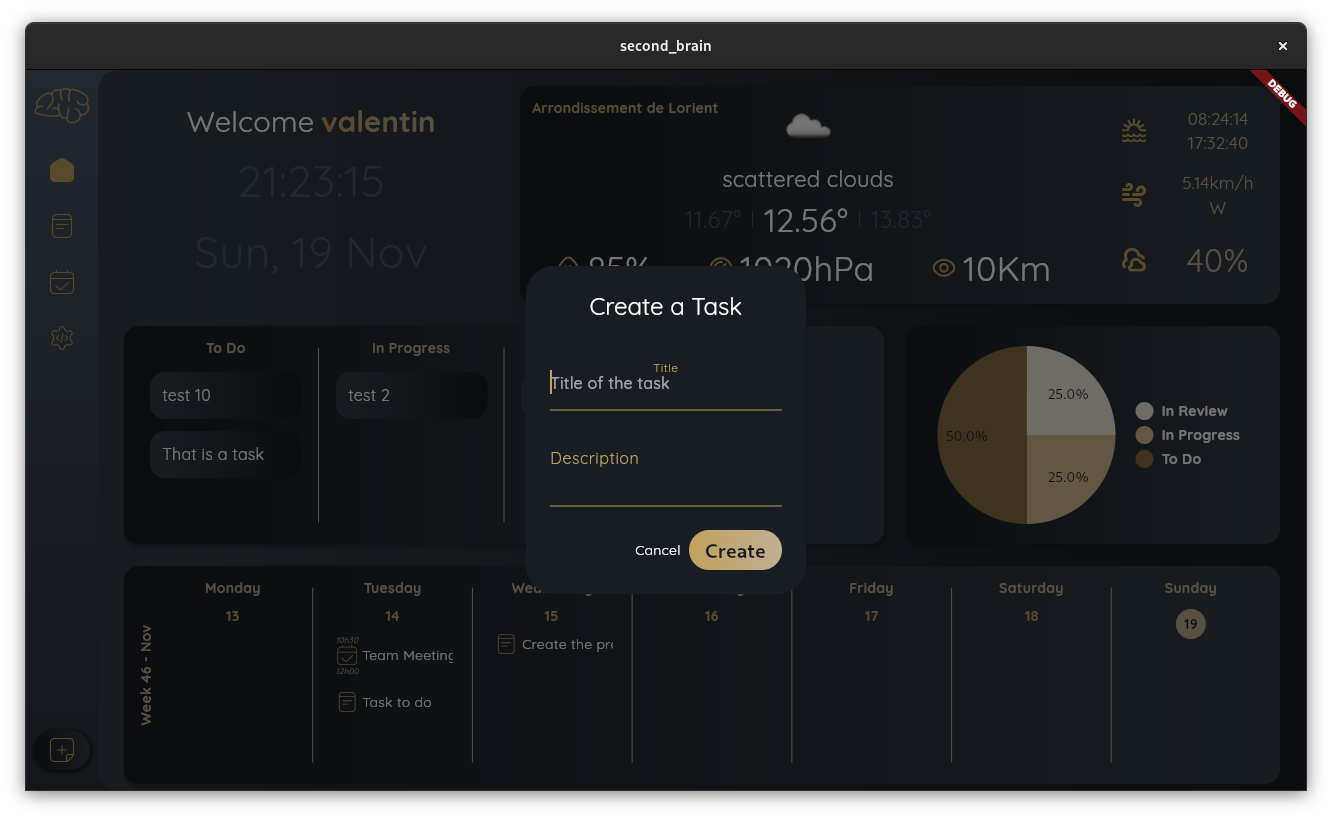 second_brain
DEBUG
Welcome valentin
21:23:15
Sun, 19 Nov
Arrondissement de Lorient
scattered clouds
11.67° | 12.56° | 13.83°
10Km
08:24:14
17:32:40
5.14km/h
W
40%
Create a Task
Title
Title of the task
Description
Cancel
Create
To Do
test 10
That is a task
In Progress
test 2
25.0%
50.0%
25.0%
In Review
In Progress
To Do
Week 46 - Nov
Monday
13
Tuesday
14
10h30
Team Meeting
12h00
Task to do
15
Create the pr
16
Friday
17
Saturday
18
Sunday
19